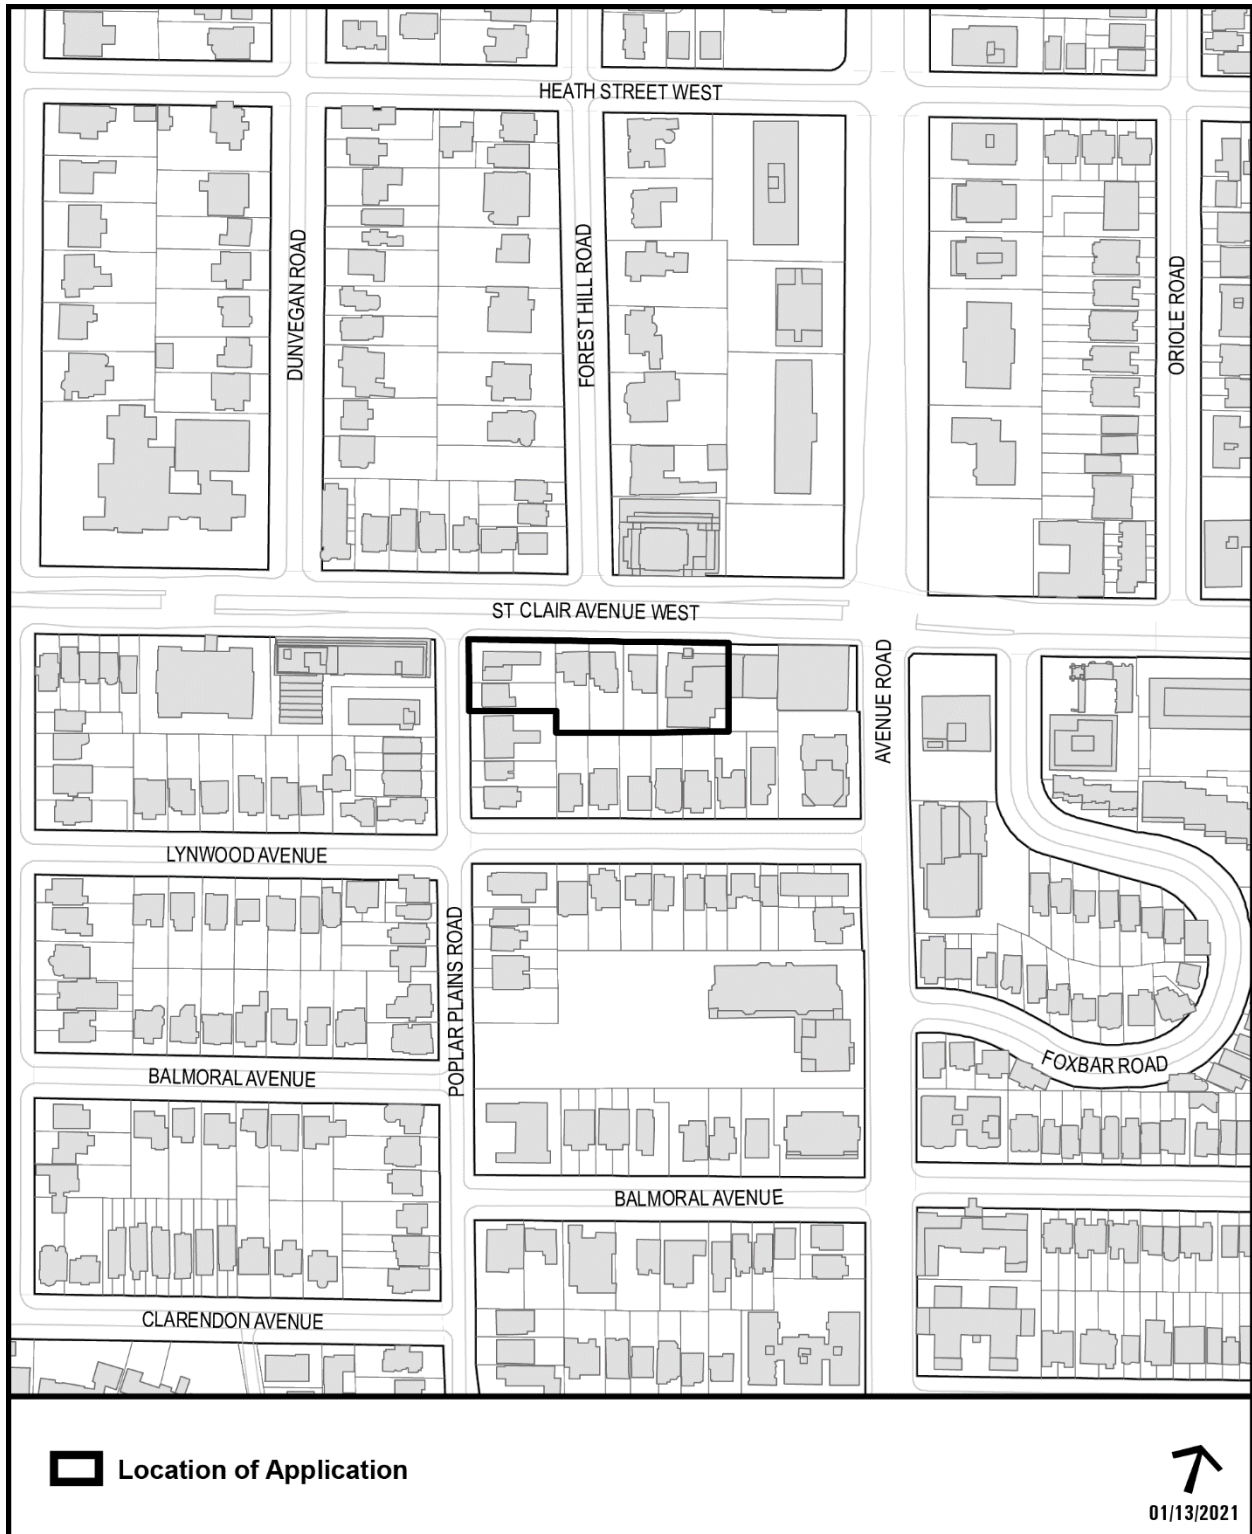 HEATH STREET WEST
DUNVEGAN ROAD
FOREST HILL ROAD
ORIOLE ROAD
ST CLAIR AVENUE WEST
AVENUE ROAD
LYNWOOD AVENUE
POPLAR PLAINS ROAD
FOXBAR ROAD
BALMORAL AVENUE
BALMORAL AVENUE
CLARENDON AVENUE
Location of Application
01/13/2021